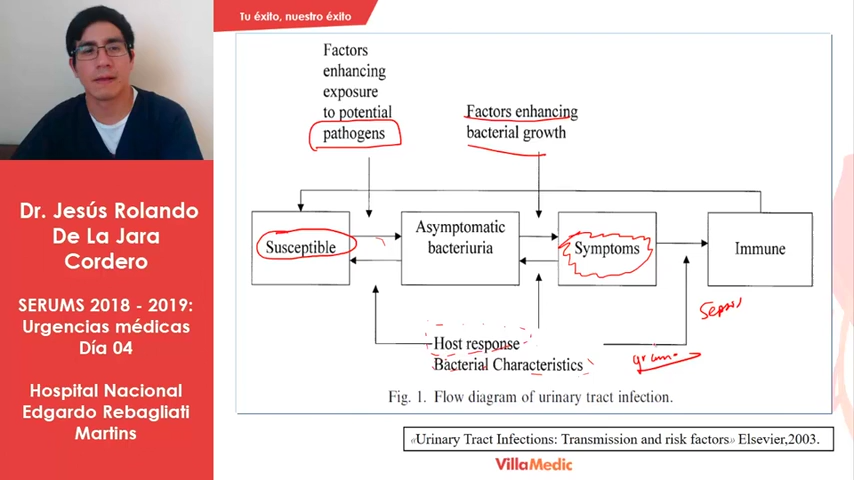 Tu éxito, nuestro éxito
Dr. Jesús Rolando
De La Jara
Cordero
SERUMS 2018 - 2019:
Urgencias médicas
Día 04
Hospital Nacional
Edgardo Rebagliati
Martins
Factors
enhancing
exposure
to potential
pathogens
Factors enhancing
bacterial growth
Susceptible
Asymptomatic
bacteriuria
Symptoms
Immune
Host response
Bacterial Characteristics
Fig. 1. Flow diagram of urinary tract infection.
«Urinary Tract Infections: Transmission and risk factors» Elsevier,2003.
VillaMedic